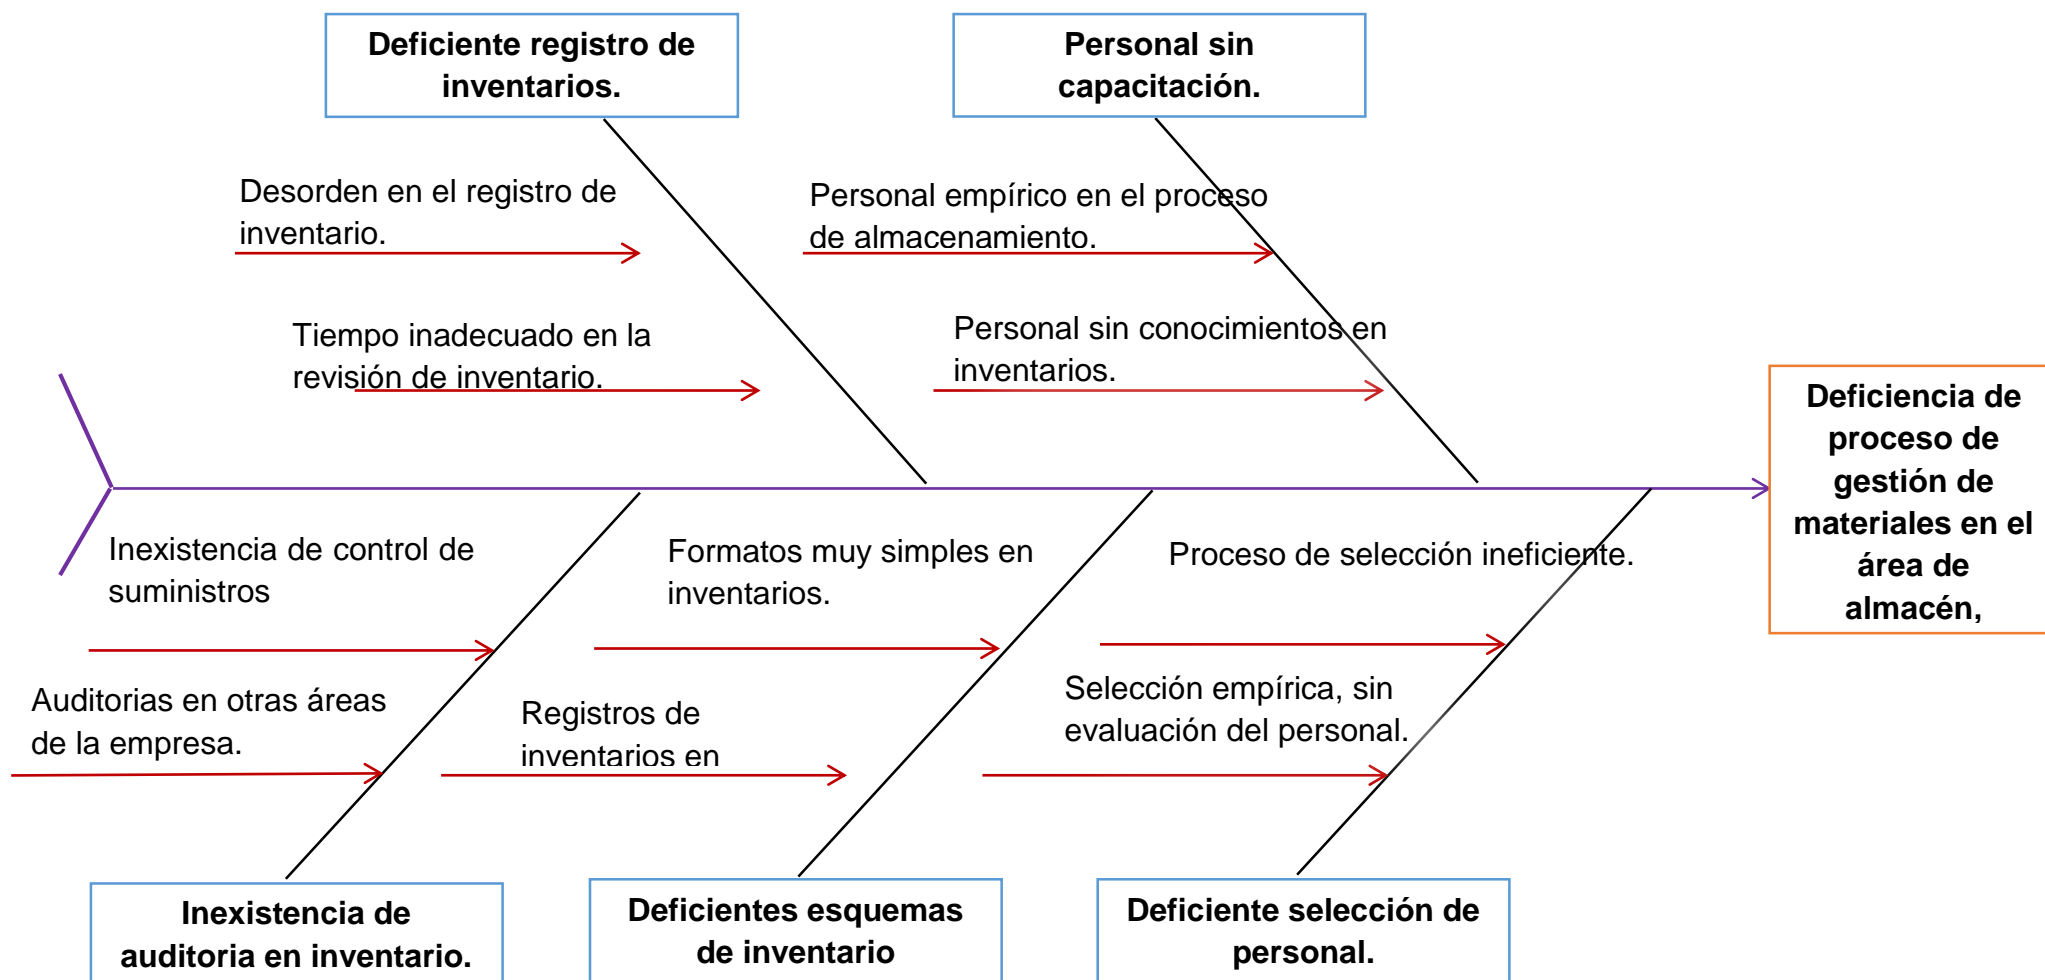 Deficiente registro de
inventarios.
Personal sin
capacitación.
Desorden en el registro de
inventario.
Personal empírico en el proceso
de almacenamiento.
Tiempo inadecuado en la
revisión de inventario.
Personal sin conocimientos en
inventarios.
Deficiencia de
proceso de
gestión de
materiales en el
área de
almacén,
Inexistencia de control de
suministros
Formatos muy simples en
inventarios.
Proceso de selección ineficiente.
Auditorias en otras áreas
de la empresa.
Registros de
inventarios en
Selección empírica, sin
evaluación del personal.
Inexistencia de
auditoria en inventario.
Deficientes esquemas
de inventario
Deficiente selección de
personal.